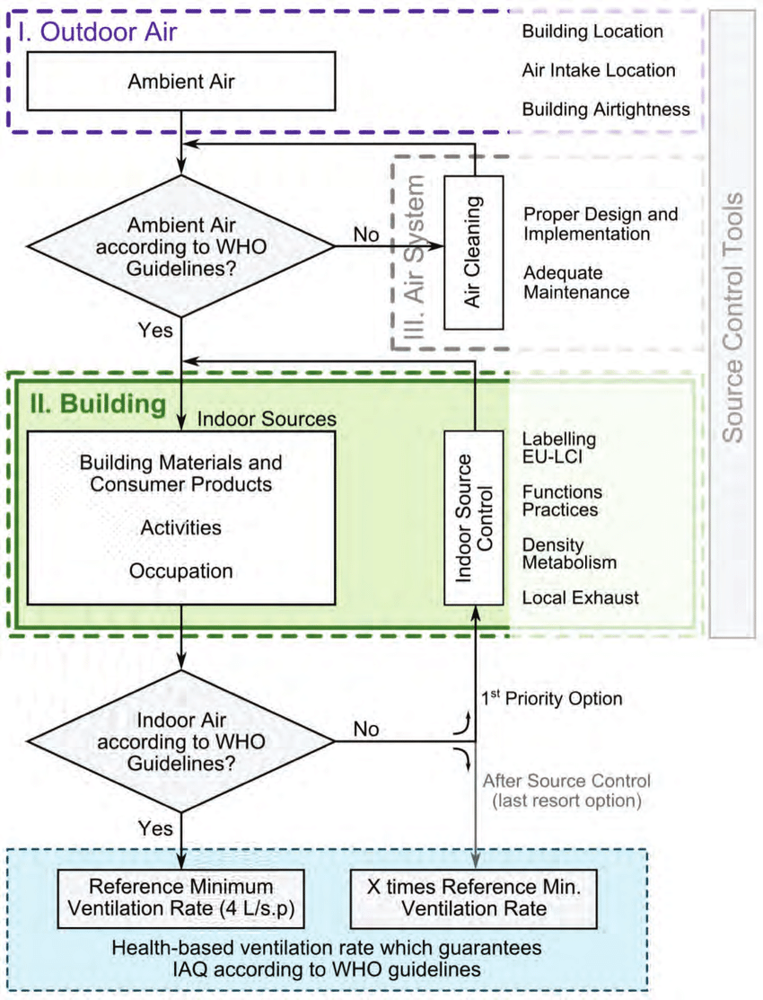 I. Outdoor Air
Ambient Air
Building Location
Air Intake Location
Building Airtightness
Ambient Air
according to WHO
Guidelines?
No
Yes
III. Air System
Air Cleaning
Proper Design and
Implementation
Adequate
Maintenance
Source Control Tools
II. Building
Indoor Sources
Building Materials and
Consumer Products
Activities
Occupation
Indoor Source
Control
Labelling
EU-LCI
Functions
Practices
Density
Metabolism
Local Exhaust
Indoor Air
according to WHO
Guidelines?
No
Yes
1st Priority Option
After Source Control
(last resort option)
Reference Minimum
Ventilation Rate (4 L/s.p)
X times Reference Min.
Ventilation Rate
Health-based ventilation rate which guarantees
IAQ according to WHO guidelines